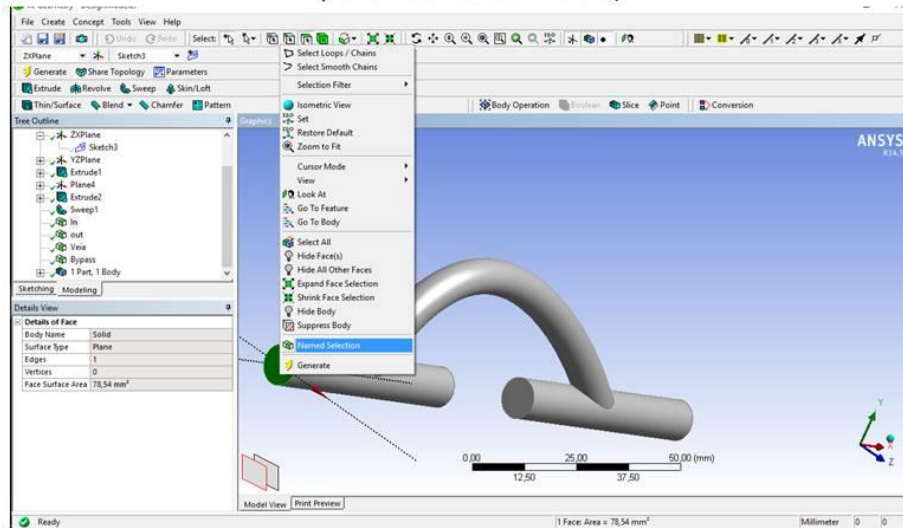 File Create Concept Tools View Help
Undo Redo Select:
ZXPlane Sketch3
Generate Share Topology Parameters
Extrude Revolve Sweep Skin/Loft
Thin/Surface Blend Chamfer Pattern
Body Operation Boolean Slice Point Conversion
Tree Outline
ZXPlane
Sketch3
YZPlane
Extrude1
Plane4
Extrude2
Sweep1
In
out
Veia
Bypass
1 Part, 1 Body
Sketching Modeling
Details View
Details of Face
Body Name Solid
Surface Type Plane
Edges 1
Vertices 0
Face Surface Area 78,54 mm²
Graphics
Select Loops / Chains
Select Smooth Chains
Selection Filter
Isometric View
Set
Restore Default
Zoom to Fit
Cursor Mode
View
Look At
Go To Feature
Go To Body
Select All
Hide Face(s)
Hide All Other Faces
Expand Face Selection
Shrink Face Selection
Hide Body
Suppress Body
Named Selection
Generate
ANSYS
R14.5
Y
X
Z
0,00 25,00 50,00 (mm)
12,50 37,50
Model View Print Preview
Ready 1 Face: Area = 78,54 mm² Millimeter 0 0